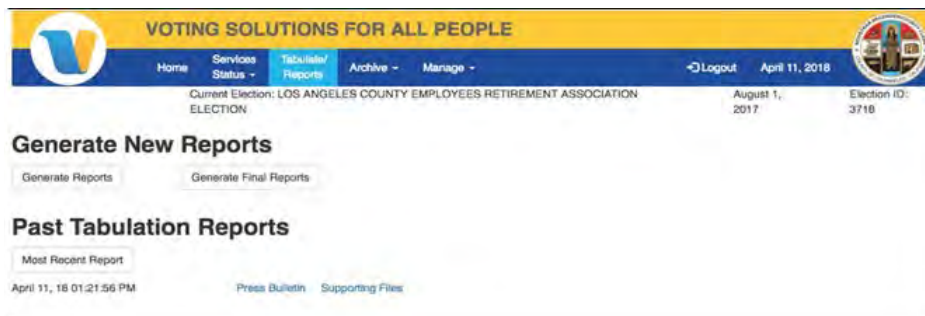 VOTING SOLUTIONS FOR ALL PEOPLE
Home Services Status Tabulate/ Reports Archive Manage Logout April 11, 2018
Current Election: LOS ANGELES COUNTY EMPLOYEES RETIREMENT ASSOCIATION ELECTION August 1, 2017 Election ID: 3718
Generate New Reports
Generate Reports Generate Final Reports
Past Tabulation Reports
Most Recent Report
April 11, 18 01:21:56 PM Press Bulletin Supporting Files